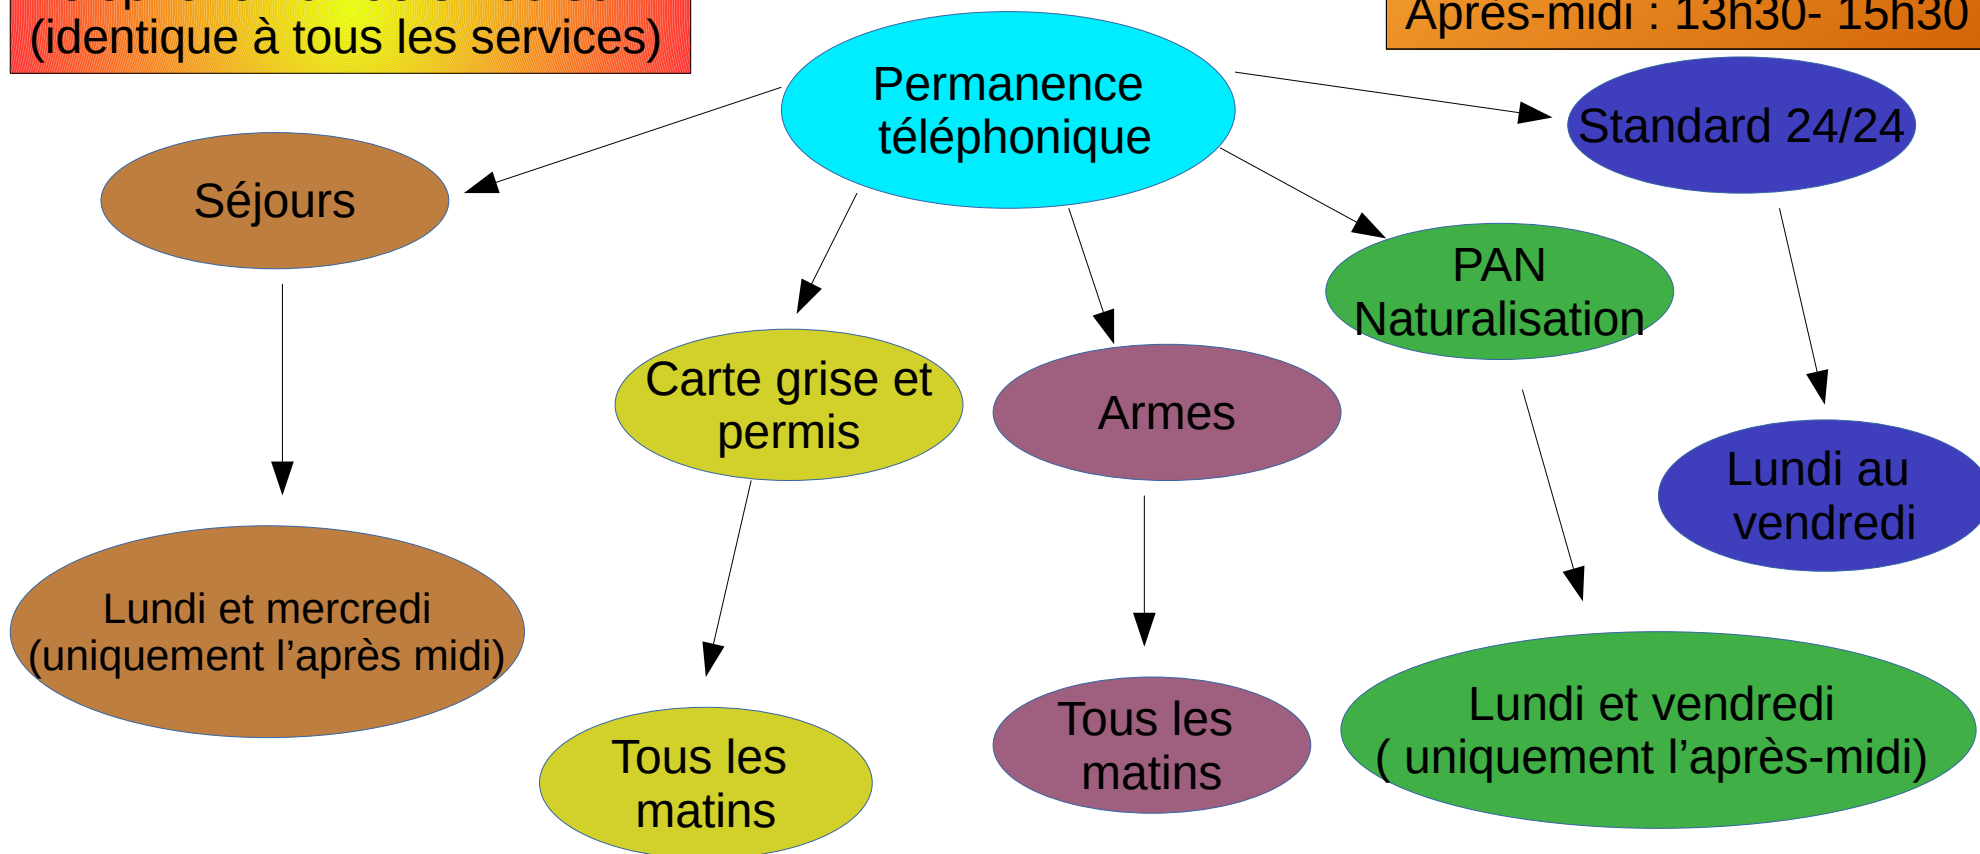 (identique à tous les services)
Après-midi : 13h30- 15h30
Permanence
téléphonique
Standard 24/24
Séjours
PAN
Naturalisation
Carte grise et
permis
Armes
Lundi au
vendredi
Lundi et mercredi
(uniquement l’après midi)
Tous les
matins
Tous les
matins
Lundi et vendredi
( uniquement l’après-midi)